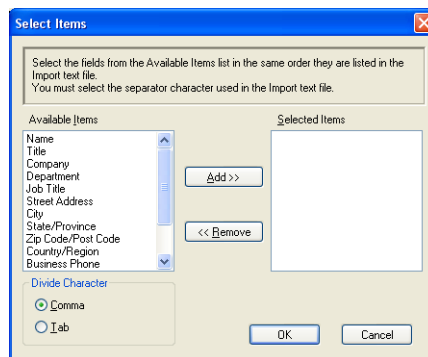 Select Items
Select the fields from the Available Items list in the same order they are listed in the
Import text file.
You must select the separator character used in the Import text file.
Available Items
Selected Items
Name
Title
Company
Department
Job Title
Street Address
City
State/Province
Zip Code/Post Code
Country/Region
Business Phone
Add >>
<< Remove
Divide Character
Comma
Tab
OK
Cancel